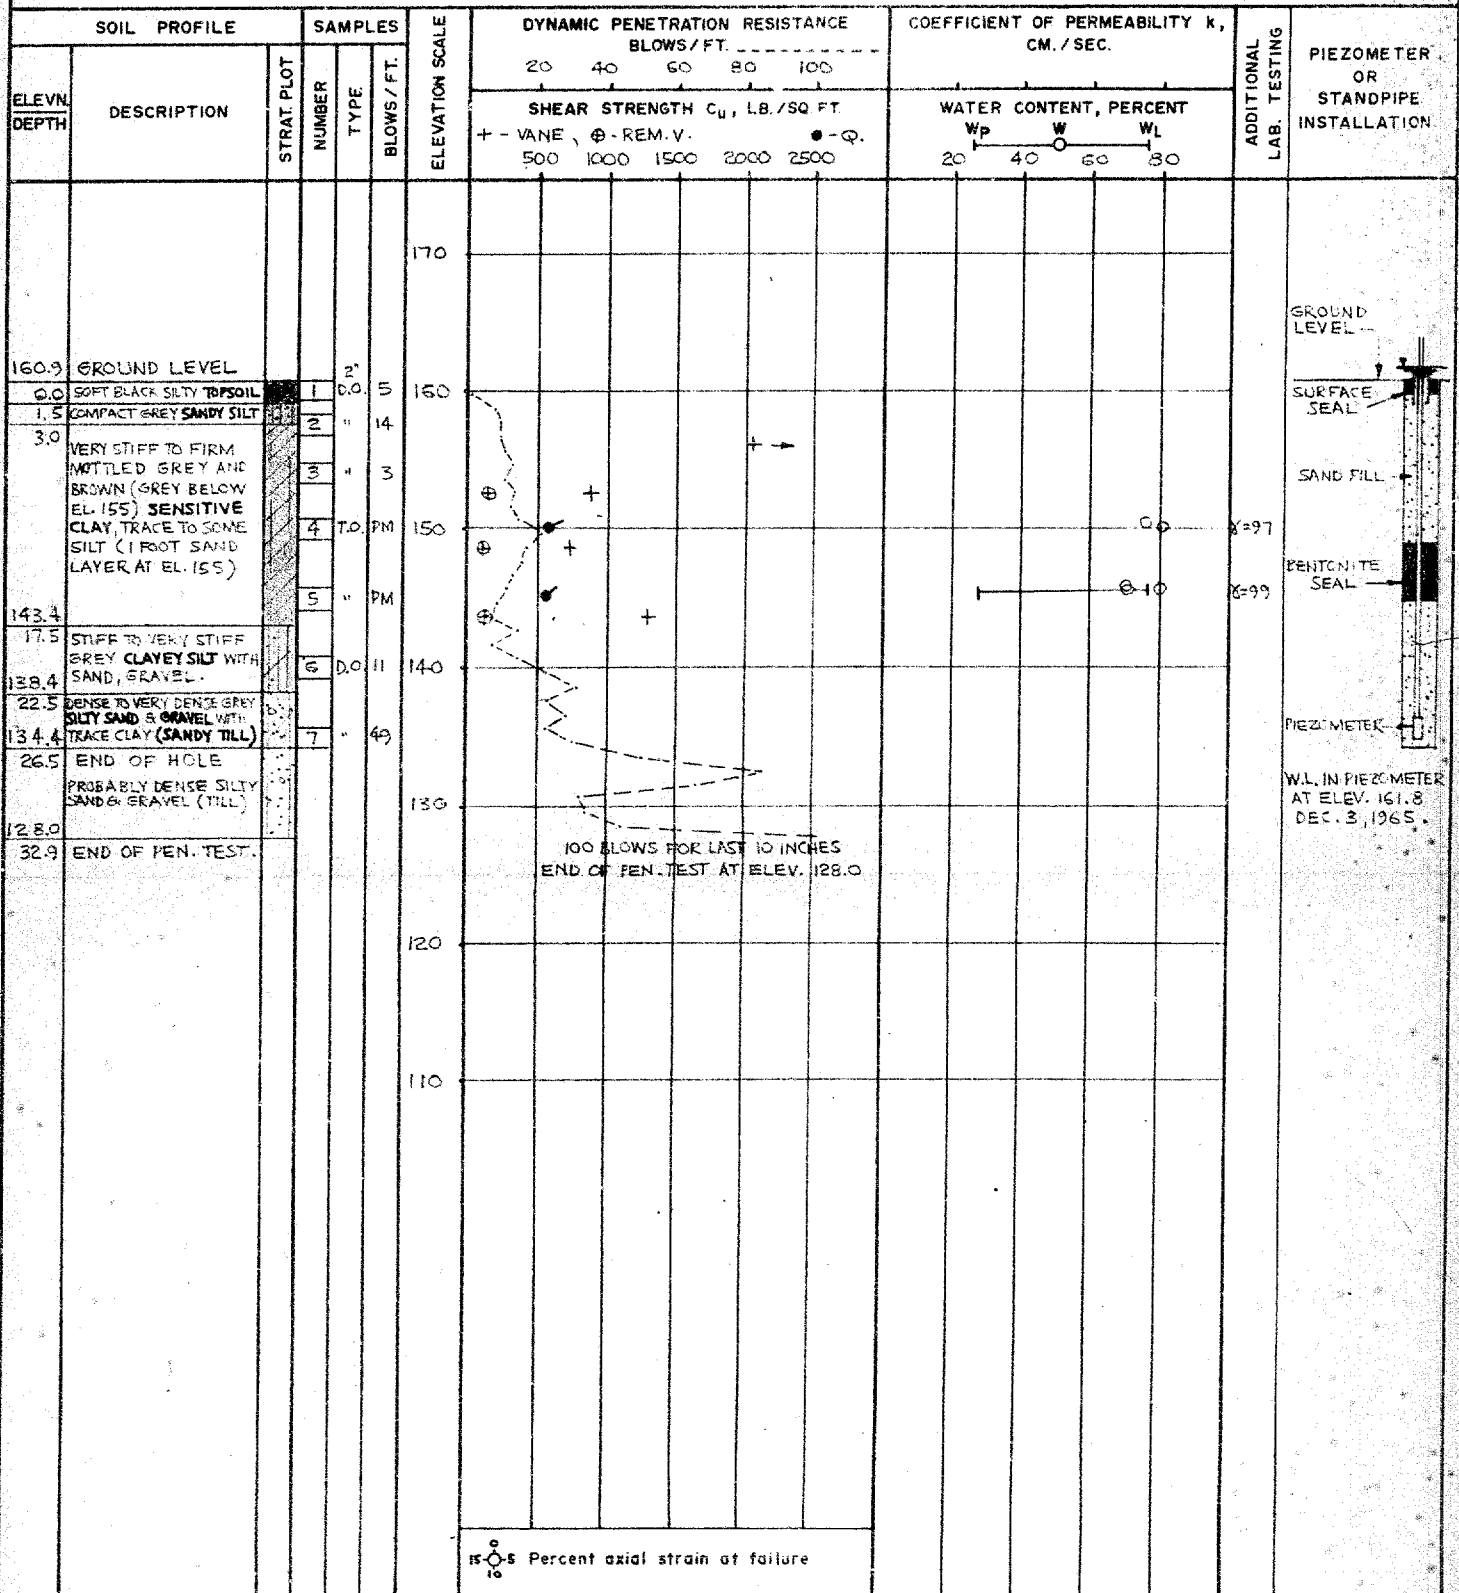 SOIL PROFILE
SAMPLES
ELEVATION SCALE
DYNAMIC PENETRATION RESISTANCE
BLOWS/FT.
20 40 60 80 100
COEFFICIENT OF PERMEABILITY k,
CM./SEC.
ADDITIONAL
LAB. TESTING
PIEZOMETER
OR
STANDPIPE
INSTALLATION
ELEVN.
DEPTH
DESCRIPTION
STRAT. PLOT
NUMBER
TYPE
BLOWS/FT.
SHEAR STRENGTH Cu, LB./SQ FT.
+ - VANE, ⊕ - REM.V. ● - Q.
500 1000 1500 2000 2500
WATER CONTENT, PERCENT
WP W WL
20 40 60 80
170
GROUND
LEVEL
160.9 GROUND LEVEL
2"
0.0 SOFT BLACK SILTY TOPSOIL 1 D.O. 5 160
SURFACE
SEAL
1.5 COMPACT GREY SANDY SILT 2 " 14
3.0
VERY STIFF TO FIRM
MOTTLED GREY AND 3 " 3
SAND FILL
BROWN (GREY BELOW
EL. 155) SENSITIVE
CLAY, TRACE TO SOME 4 T.O. PM 150 γ=97
SILT (1 FOOT SAND
LAYER AT EL. 155)
BENTONITE
SEAL
5 " PM γ=99
143.4
17.5 STIFF TO VERY STIFF
GREY CLAYEY SILT WITH 6 D.O. 11 140
138.4 SAND, GRAVEL.
22.5 DENSE TO VERY DENSE GREY
SILTY SAND & GRAVEL WITH
134.4 TRACE CLAY (SANDY TILL) 7 " 49
PIEZOMETER
26.5 END OF HOLE
PROBABLY DENSE SILTY
SAND & GRAVEL (TILL)
W.L. IN PIEZOMETER
AT ELEV. 161.8
DEC. 3, 1965.
130
128.0
32.9 END OF PEN. TEST.
100 BLOWS FOR LAST 10 INCHES
END OF PEN. TEST AT ELEV. 128.0
120
110
0
15 5 Percent axial strain at failure
10